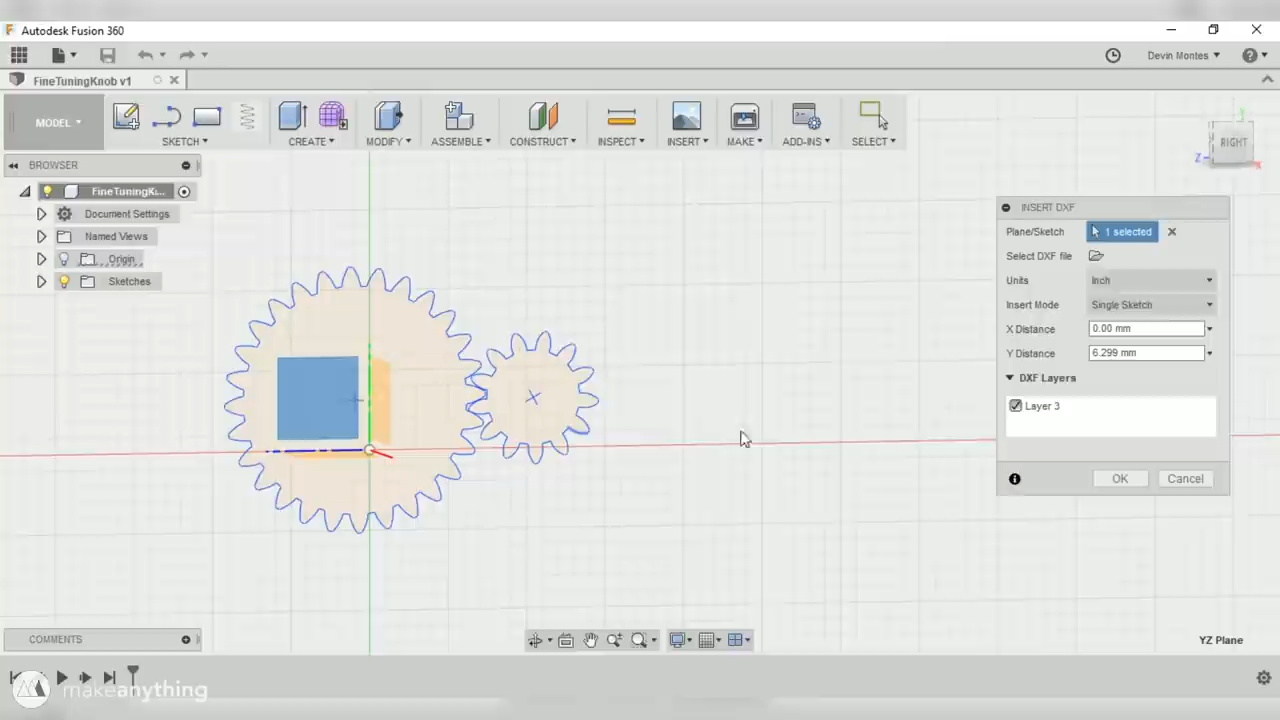 Autodesk Fusion 360
Devin Montes
FineTuningKnob v1
MODEL
SKETCH
CREATE
MODIFY
ASSEMBLE
CONSTRUCT
INSPECT
INSERT
MAKE
ADD-INS
SELECT
BROWSER
FineTuningKn...
Document Settings
Named Views
Origin
Sketches
RIGHT
Z
X
INSERT DXF
Plane/Sketch 1 selected
Select DXF file
Units Inch
Insert Mode Single Sketch
X Distance 0.00 mm
Y Distance 6.299 mm
DXF Layers
Layer 3
OK Cancel
COMMENTS
YZ Plane
makeanything